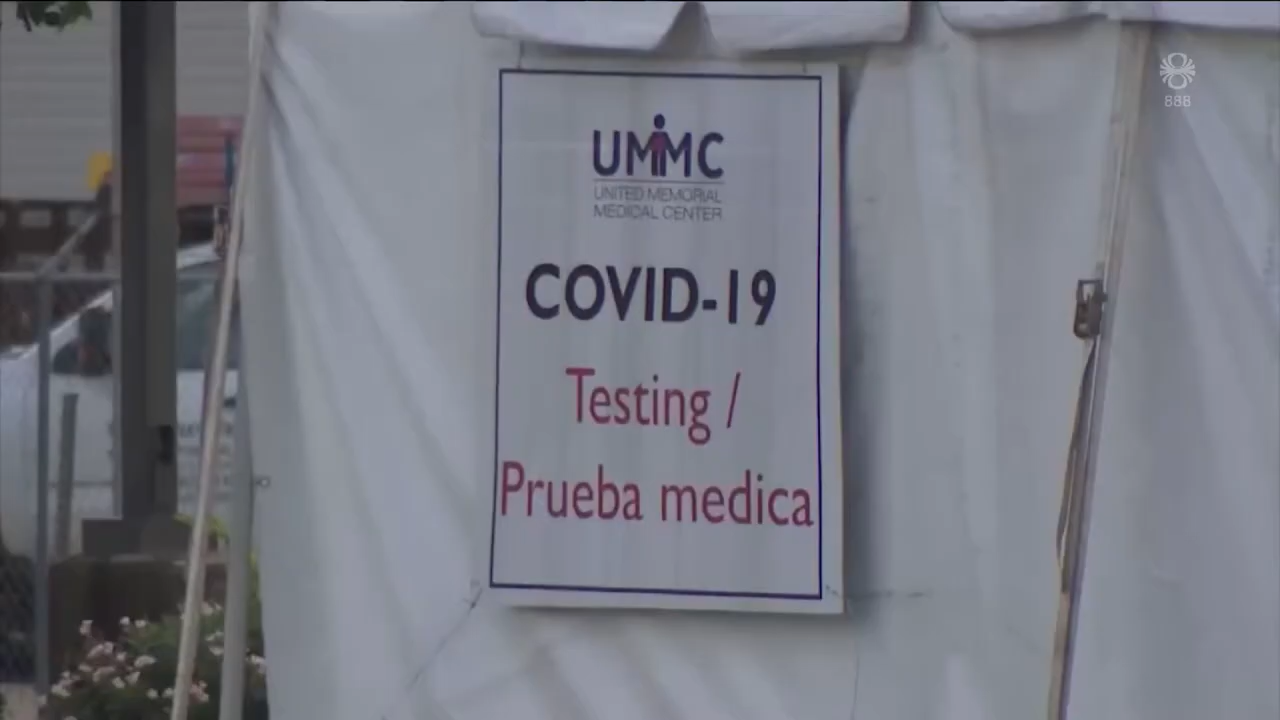 888
UMMC
UNITED MEMORIAL
MEDICAL CENTER
COVID-19
Testing /
Prueba medica